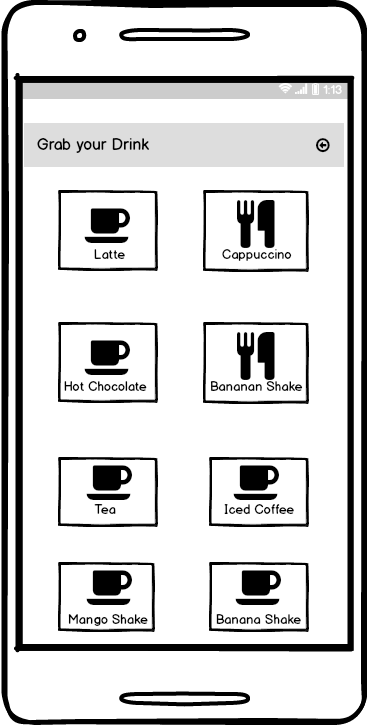 1:13
Grab your Drink
Latte
Cappuccino
Hot Chocolate
Bananan Shake
Tea
Iced Coffee
Mango Shake
Banana Shake